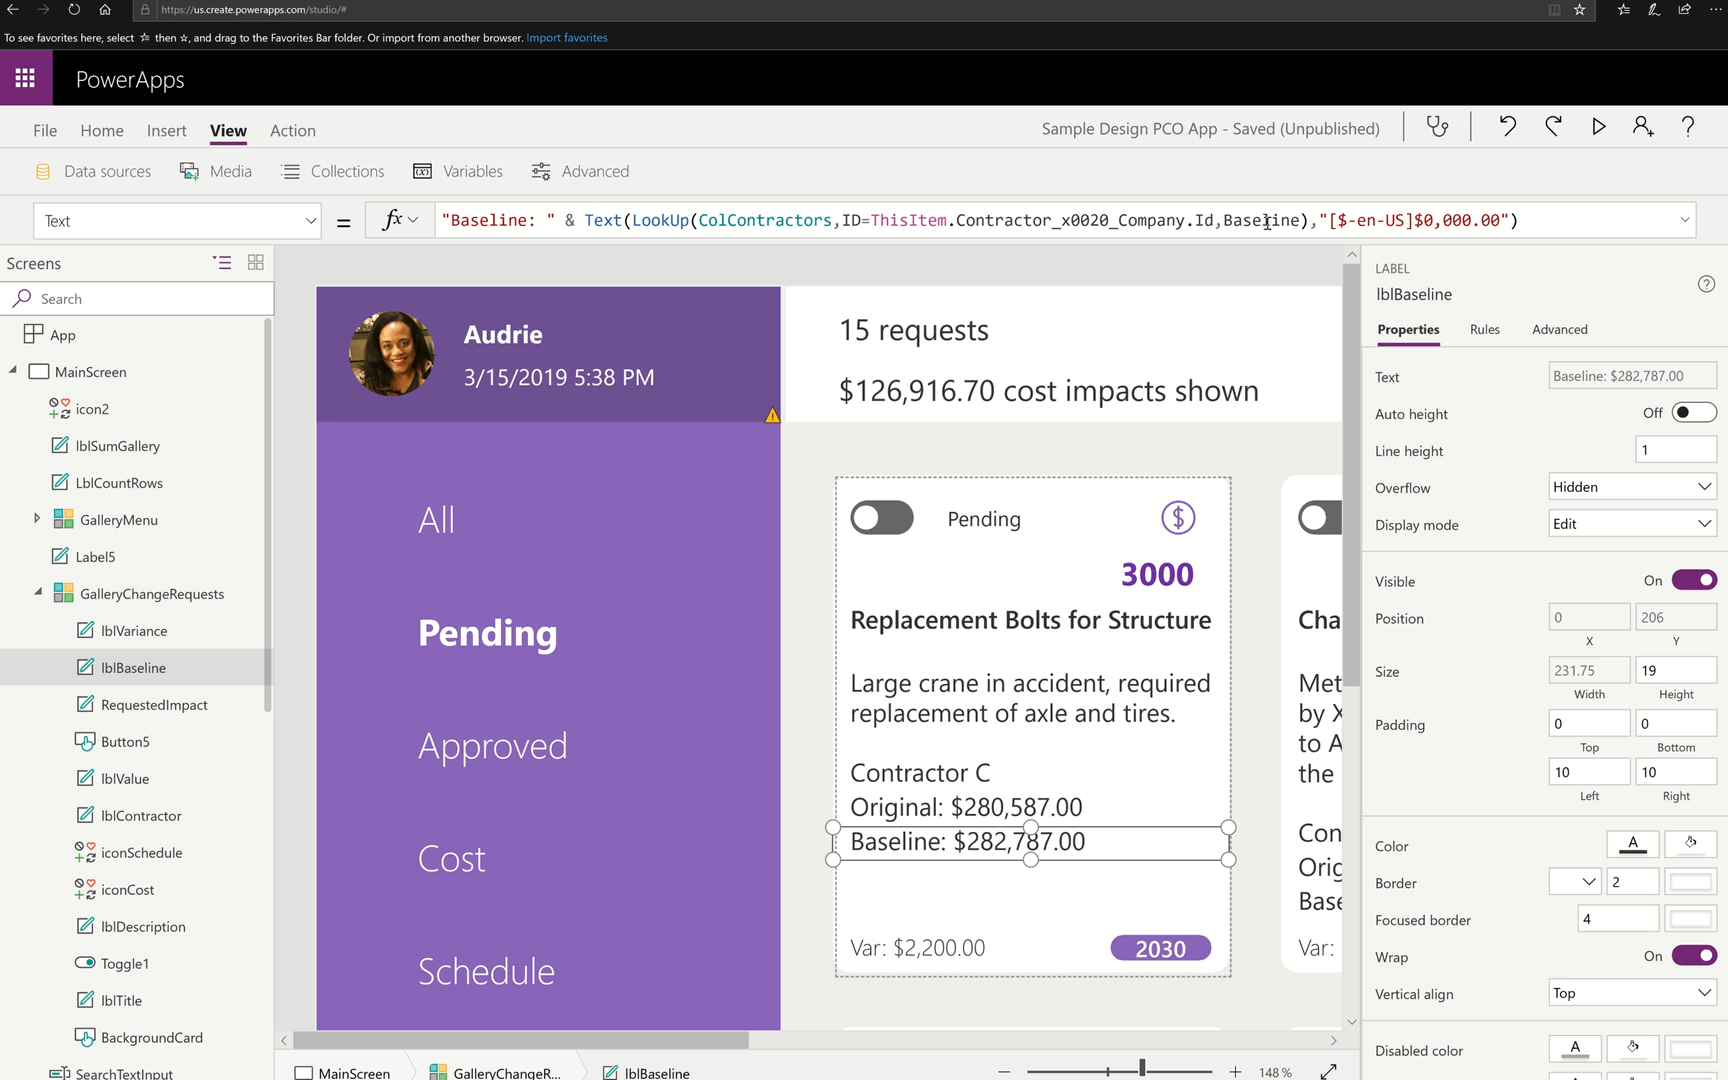 https://us.create.powerapps.com/studio/#
To see favorites here, select then , and drag to the Favorites Bar folder. Or import from another browser. Import favorites
PowerApps
File Home Insert View Action
Sample Design PCO App - Saved (Unpublished)
Data sources Media Collections Variables Advanced
Text = fx "Baseline: " & Text(LookUp(ColContractors,ID=ThisItem.Contractor_x0020_Company.Id,Baseline),"[$-en-US]$0,000.00")
Screens
Search
App
MainScreen
icon2
lblSumGallery
LblCountRows
GalleryMenu
Label5
GalleryChangeRequests
lblVariance
lblBaseline
RequestedImpact
Button5
lblValue
lblContractor
iconSchedule
iconCost
lblDescription
Toggle1
lblTitle
BackgroundCard
SearchTextInput
Audrie
3/15/2019 5:38 PM
All
Pending
Approved
Cost
Schedule
15 requests
$126,916.70 cost impacts shown
Pending
3000
Replacement Bolts for Structure
Large crane in accident, required
replacement of axle and tires.
Contractor C
Original: $280,587.00
Baseline: $282,787.00
Var: $2,200.00
2030
Cha
Met
by X
to A
the
Con
Orig
Base
Var:
MainScreen GalleryChangeR... lblBaseline
148 %
LABEL
lblBaseline
Properties Rules Advanced
Text Baseline: $282,787.00
Auto height Off
Line height 1
Overflow Hidden
Display mode Edit
Visible On
Position 0 206
X Y
Size 231.75 19
Width Height
Padding 0 0
Top Bottom
10 10
Left Right
Color
Border 2
Focused border 4
Wrap On
Vertical align Top
Disabled color